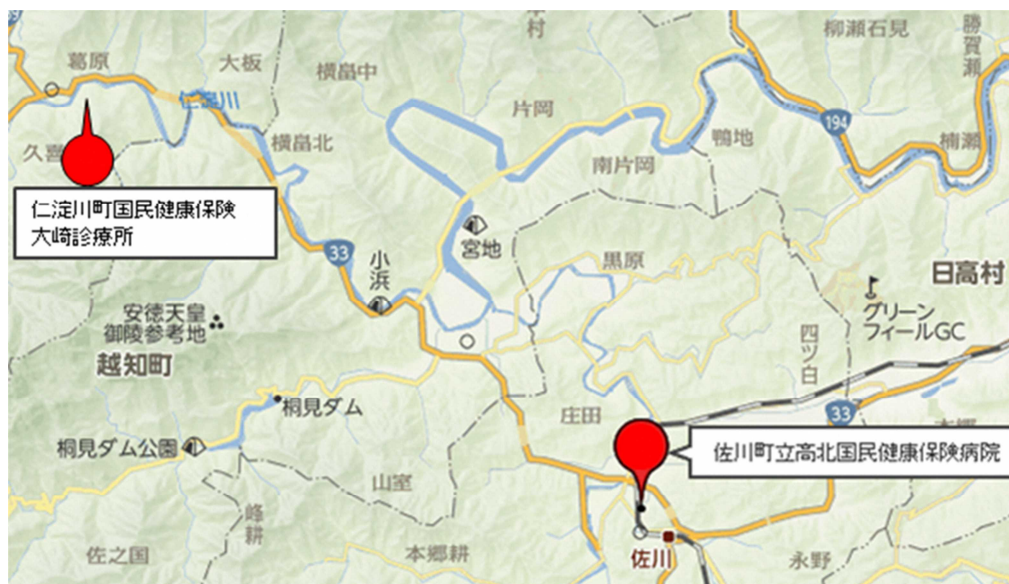 村
柳瀬石見
勝賀瀬
葛原
大板
横畠中
片岡
仁淀川
194
鴨地
楠瀬
横畠北
南片岡
仁淀川町国民健康保険
大崎診療所
33
小浜
宮地
黒原
日高村
グリーン
フィールGC
安徳天皇
御陵参考地
越知町
四ツ白
桐見ダム
庄田
33
桐見ダム公園
佐川町立高北国民健康保険病院
山室
峰
耕
佐之国
本郷耕
佐川
永野